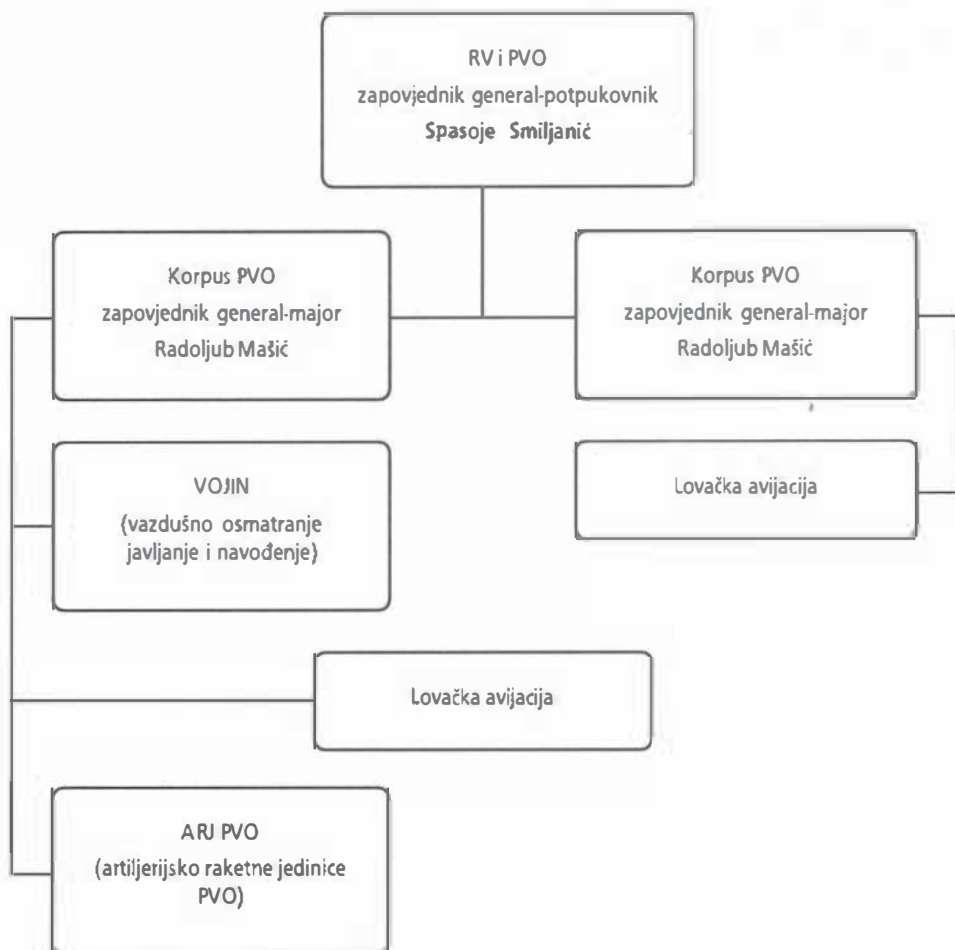 RV i PVO
zapovjednik general-potpukovnik
Spasoje Smiljanić
Korpus PVO
zapovjednik general-major
Radoljub Mašić
Korpus PVO
zapovjednik general-major
Radoljub Mašić
VOJIN
(vazdušno osmatranje
javljanje i navođenje)
Lovačka avijacija
Lovačka avijacija
ARJ PVO
(artiljerijsko raketne jedinice
PVO)